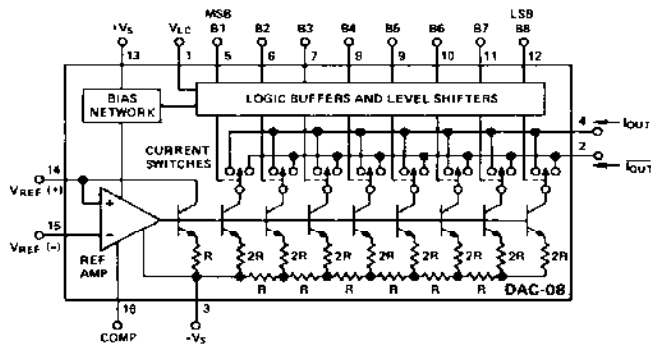 MSB LSB
+VS VLC B1 B2 B3 B4 B5 B6 B7 B8
13 1 5 6 7 8 9 10 11 12
BIAS NETWORK
LOGIC BUFFERS AND LEVEL SHIFTERS
4 IOUT
CURRENT SWITCHES
2 IOUT
14
VREF (+)
+
15
VREF (-)
-
REF AMP
R 2R 2R 2R 2R 2R 2R 2R 2R
R R R R R R
DAC-08
16 3
COMP -VS